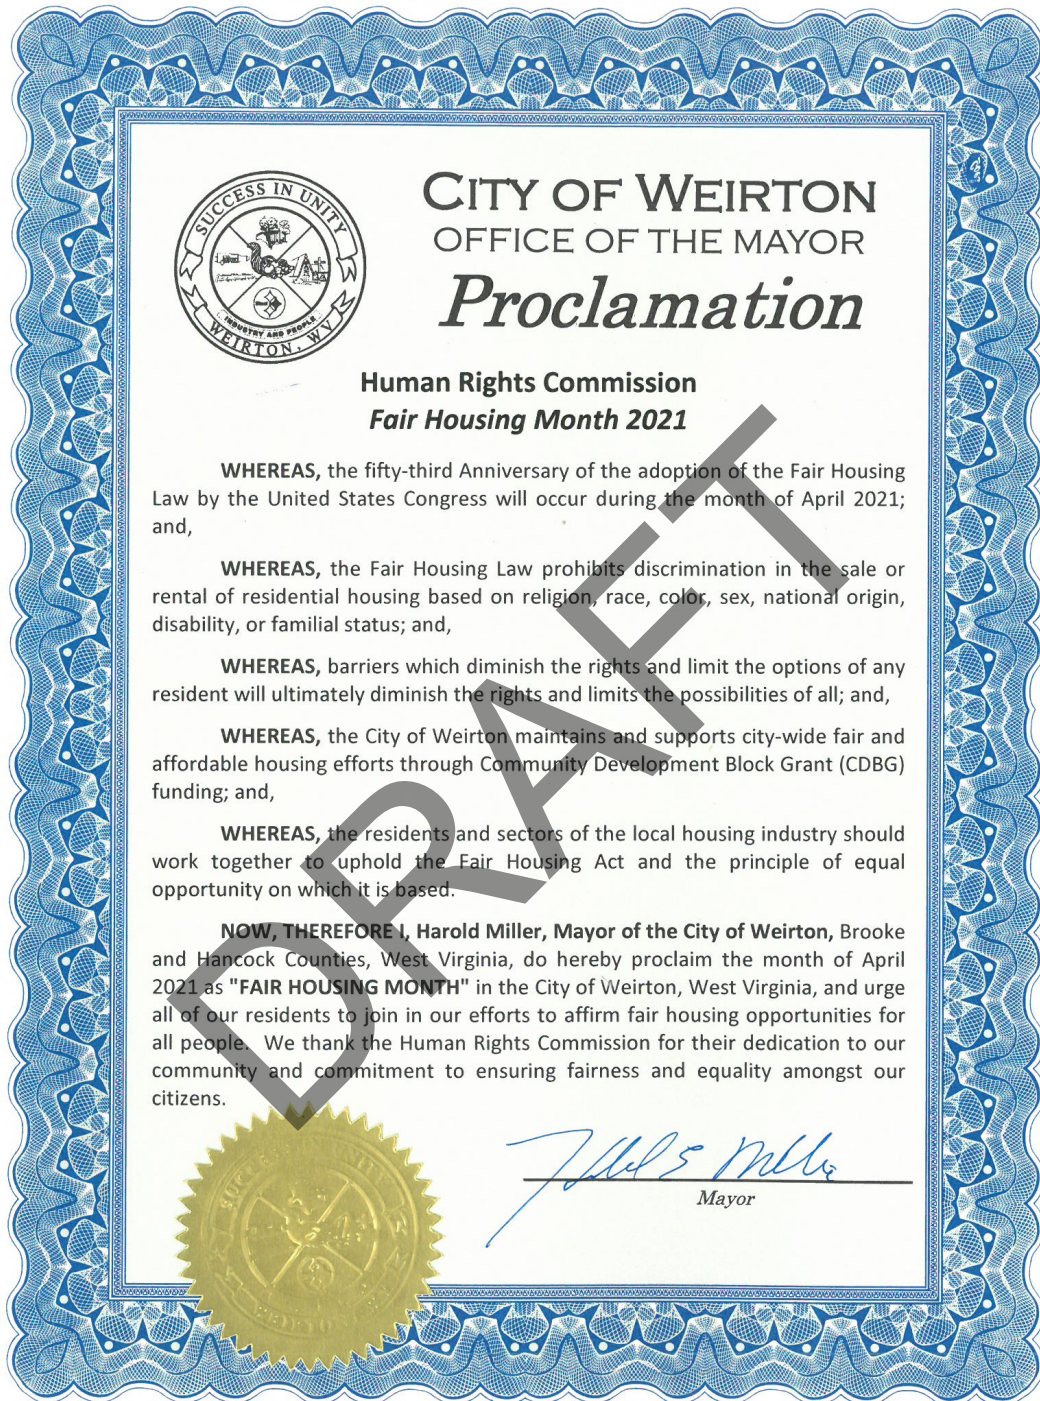 SUCCESS IN UNITY
INDUSTRY AND PEOPLE
WEIRTON, WV
CITY OF WEIRTON
OFFICE OF THE MAYOR
Proclamation
Human Rights Commission
Fair Housing Month 2021
WHEREAS, the fifty-third Anniversary of the adoption of the Fair Housing
Law by the United States Congress will occur during the month of April 2021;
and,
WHEREAS, the Fair Housing Law prohibits discrimination in the sale or
rental of residential housing based on religion, race, color, sex, national origin,
disability, or familial status; and,
WHEREAS, barriers which diminish the rights and limit the options of any
resident will ultimately diminish the rights and limits the possibilities of all; and,
WHEREAS, the City of Weirton maintains and supports city-wide fair and
affordable housing efforts through Community Development Block Grant (CDBG)
funding; and,
WHEREAS, the residents and sectors of the local housing industry should
work together to uphold the Fair Housing Act and the principle of equal
opportunity on which it is based.
NOW, THEREFORE I, Harold Miller, Mayor of the City of Weirton, Brooke
and Hancock Counties, West Virginia, do hereby proclaim the month of April
2021 as "FAIR HOUSING MONTH" in the City of Weirton, West Virginia, and urge
all of our residents to join in our efforts to affirm fair housing opportunities for
all people. We thank the Human Rights Commission for their dedication to our
community and commitment to ensuring fairness and equality amongst our
citizens.
DRAFT
Mayor